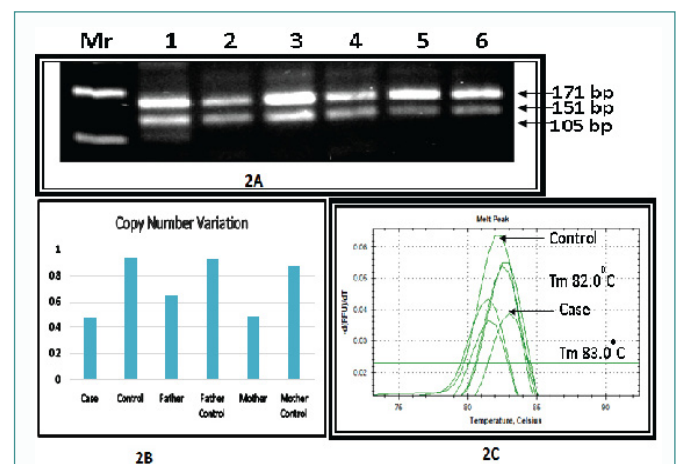 Mr 1 2 3 4 5 6
171 bp
151 bp
105 bp
2A
Copy Number Variation
1
0.8
0.6
0.4
0.2
0
Case Control Father Father Control Mother Mother Control
2B
Melt Peak
Control
Tm 82.0°C
Case
Tm 83.0°C
-d(RFU)/dT
0.06
0.05
0.04
0.03
0.02
76 80 85 90
Temperature, Celsius
2C